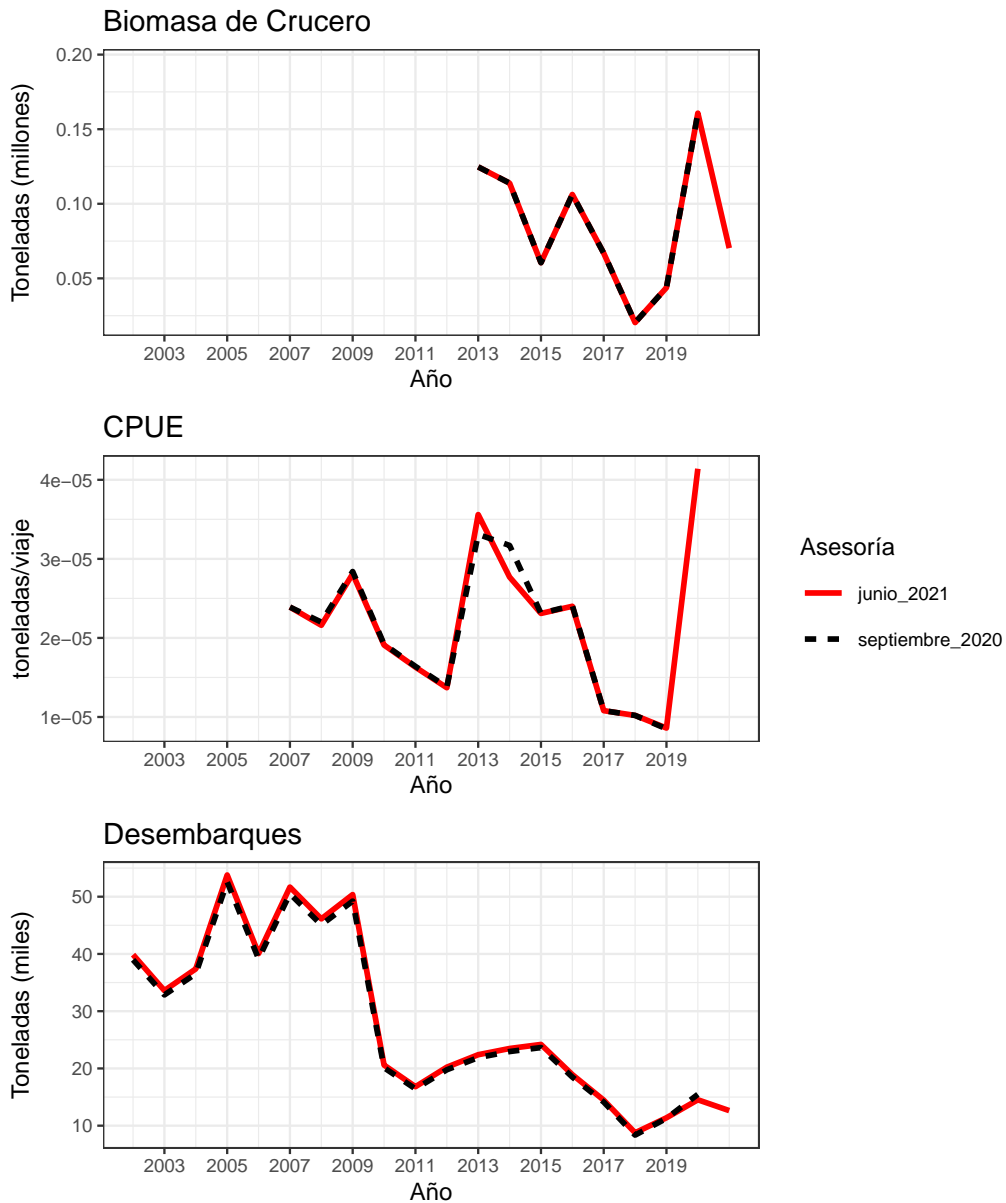 Biomasa de Crucero
Toneladas (millones)
0.20
0.15
0.10
0.05
2003 2005 2007 2009 2011 2013 2015 2017 2019
Año
CPUE
toneladas/viaje
4e−05
3e−05
2e−05
1e−05
2003 2005 2007 2009 2011 2013 2015 2017 2019
Año
Asesoría
junio_2021
septiembre_2020
Desembarques
Toneladas (miles)
50
40
30
20
10
2003 2005 2007 2009 2011 2013 2015 2017 2019
Año